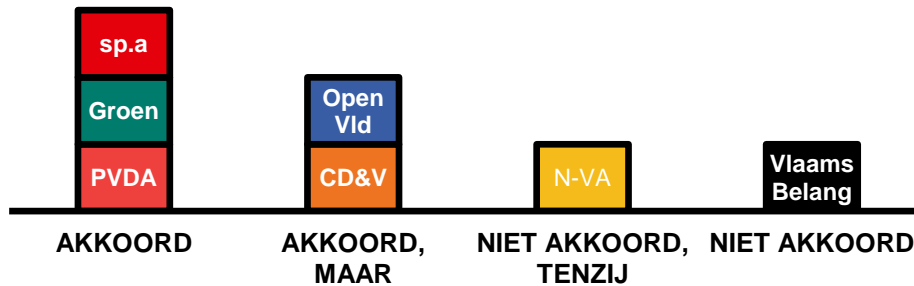 sp.a
Groen
PVDA
Open
Vld
CD&V
N-VA
Vlaams
Belang
AKKOORD
AKKOORD,
MAAR
NIET AKKOORD,
TENZIJ
NIET AKKOORD